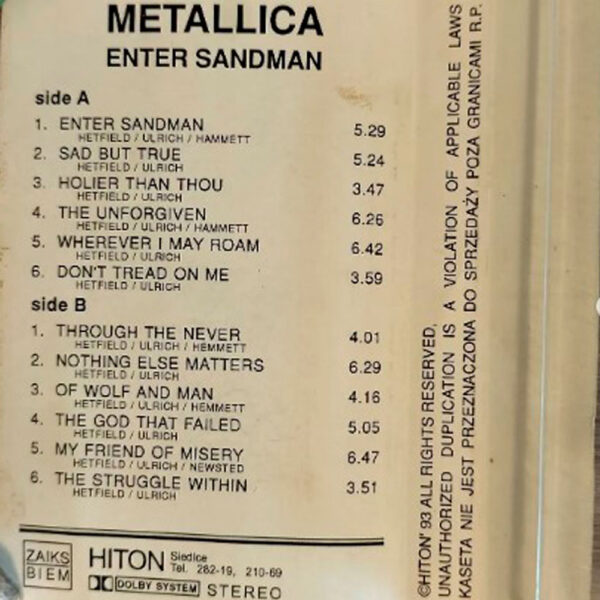 METALLICA
ENTER SANDMAN
side A
1. ENTER SANDMAN 5.29
HETFIELD / ULRICH / HAMMETT
2. SAD BUT TRUE 5.24
HETFIELD / ULRICH
3. HOLIER THAN THOU 3.47
HETFIELD / ULRICH
4. THE UNFORGIVEN 6.26
HETFIELD / ULRICH / HAMMETT
5. WHEREVER I MAY ROAM 6.42
HETFIELD / ULRICH
6. DON'T TREAD ON ME 3.59
HETFIELD / ULRICH
side B
1. THROUGH THE NEVER 4.01
HETFIELD / ULRICH / HEMMETT
2. NOTHING ELSE MATTERS 6.29
HETFIELD / ULRICH
3. OF WOLF AND MAN 4.16
HETFIELD / ULRICH / HEMMETT
4. THE GOD THAT FAILED 5.05
HETFIELD / ULRICH
5. MY FRIEND OF MISERY 6.47
HETFIELD / ULRICH / NEWSTED
6. THE STRUGGLE WITHIN 3.51
HETFIELD / ULRICH
ZAIKS
BIEM
HITON Siedlce
Tel. 282-19, 210-69
DOLBY SYSTEM STEREO
©HITON' 93 ALL RIGHTS RESERVED,
UNAUTHORIZED DUPLICATION IS A VIOLATION OF APPLICABLE LAWS
KASETA NIE JEST PRZEZNACZONA DO SPRZEDAŻY POZA GRANICAMI R.P.